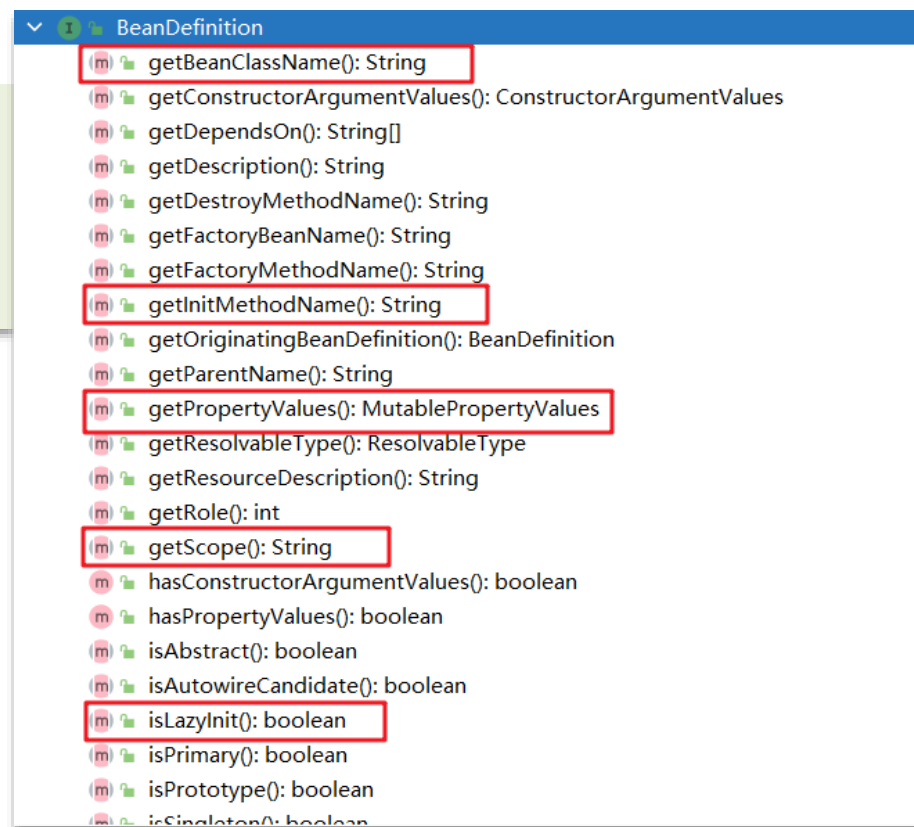 BeanDefinition
getBeanClassName(): String
getConstructorArgumentValues(): ConstructorArgumentValues
getDependsOn(): String[]
getDescription(): String
getDestroyMethodName(): String
getFactoryBeanName(): String
getFactoryMethodName(): String
getInitMethodName(): String
getOriginatingBeanDefinition(): BeanDefinition
getParentName(): String
getPropertyValues(): MutablePropertyValues
getResolvableType(): ResolvableType
getResourceDescription(): String
getRole(): int
getScope(): String
hasConstructorArgumentValues(): boolean
hasPropertyValues(): boolean
isAbstract(): boolean
isAutowireCandidate(): boolean
isLazyInit(): boolean
isPrimary(): boolean
isPrototype(): boolean
isSingleton(): boolean